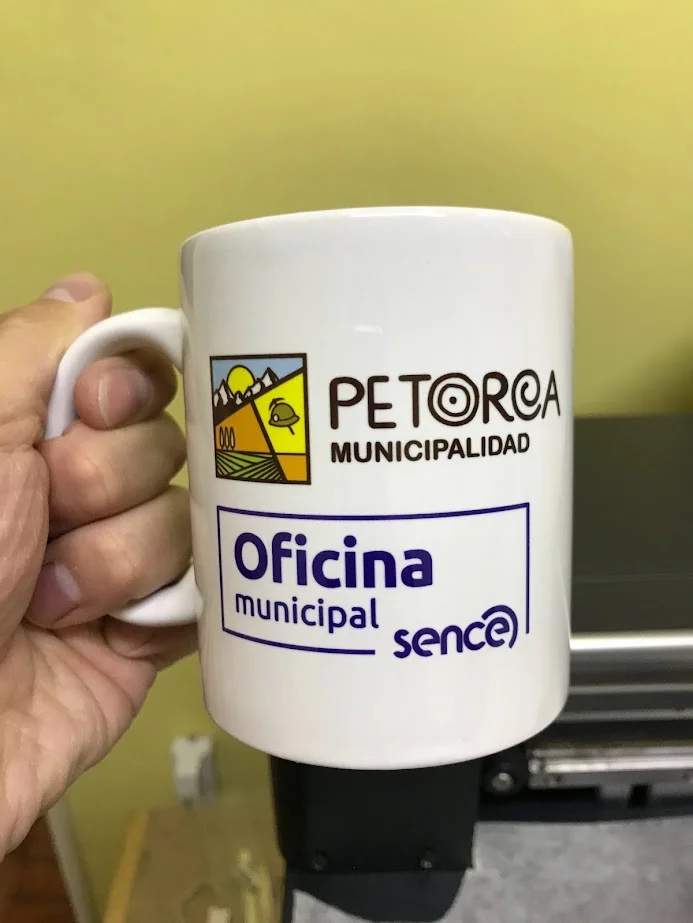 PETORCA
MUNICIPALIDAD
Oficina
municipal
sence